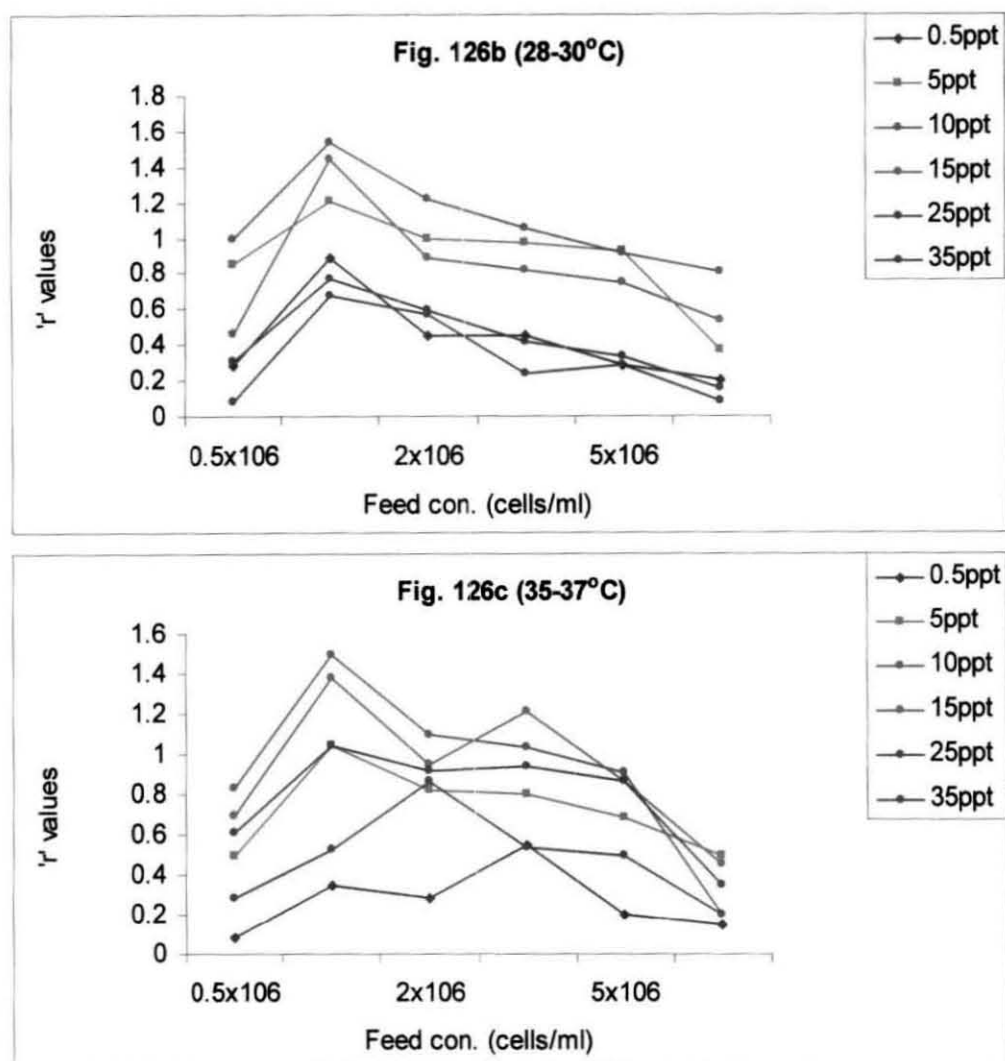 Fig. 126b (28-30°C)
'r' values
1.8
1.6
1.4
1.2
1
0.8
0.6
0.4
0.2
0
0.5x106 2x106 5x106
Feed con. (cells/ml)
0.5ppt
5ppt
10ppt
15ppt
25ppt
35ppt
Fig. 126c (35-37°C)
'r' values
1.6
1.4
1.2
1
0.8
0.6
0.4
0.2
0
0.5x106 2x106 5x106
Feed con. (cells/ml)
0.5ppt
5ppt
10ppt
15ppt
25ppt
35ppt